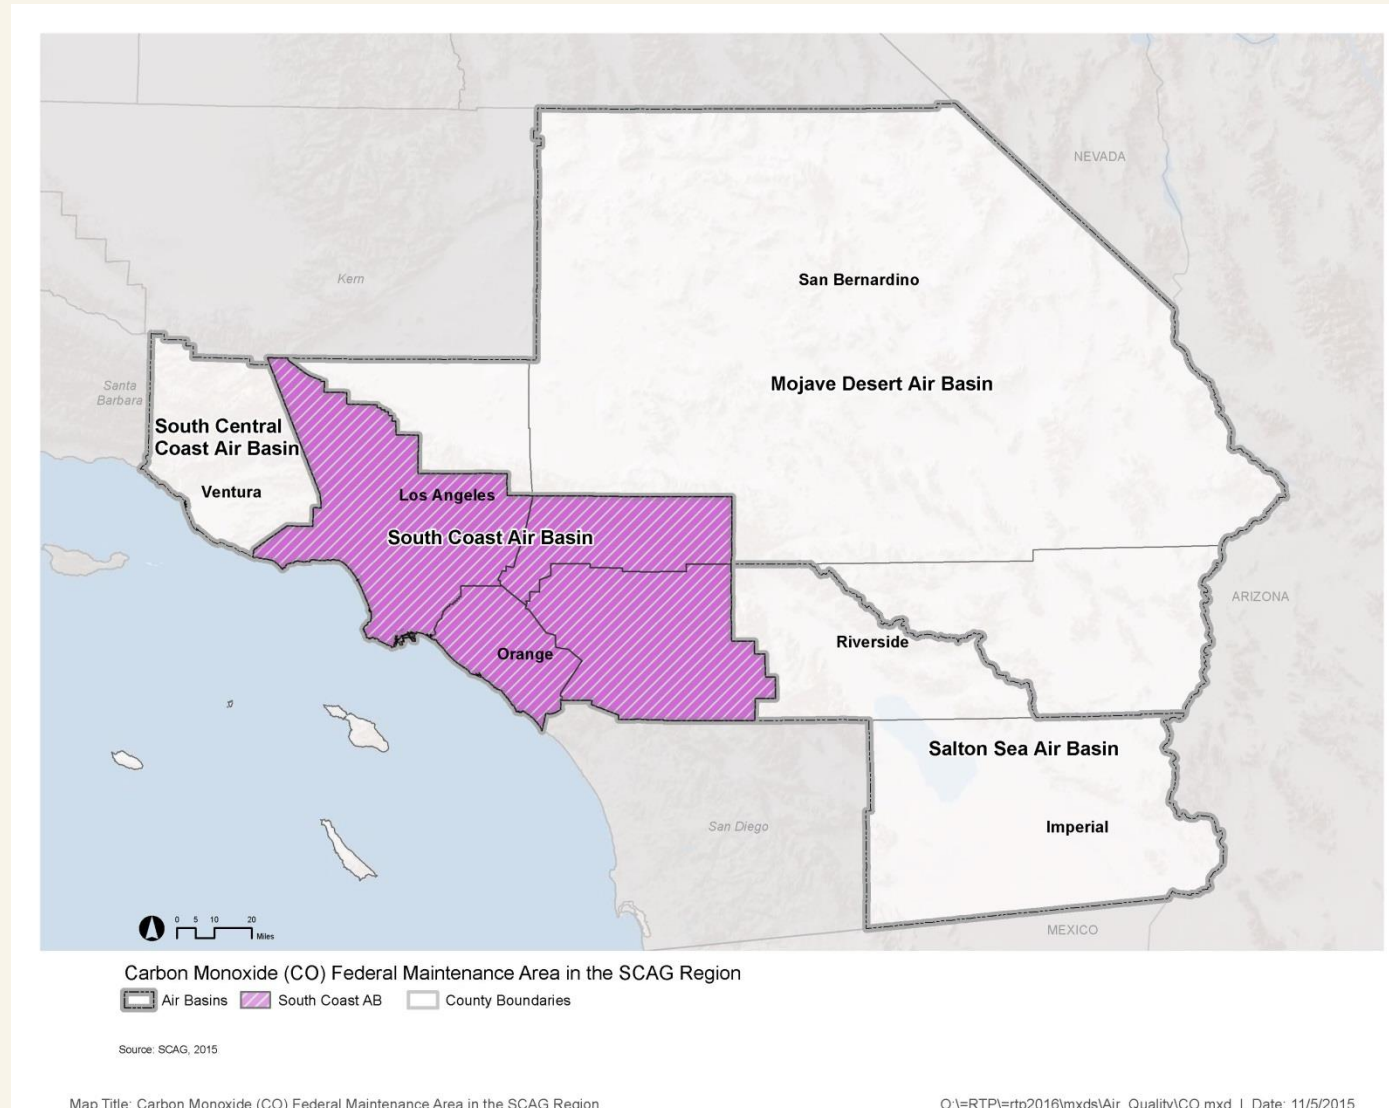 NEVADA
Kern
San Bernardino
Santa
Barbara
Mojave Desert Air Basin
South Central
Coast Air Basin
Ventura
Los Angeles
South Coast Air Basin
ARIZONA
Orange
Riverside
Salton Sea Air Basin
San Diego
Imperial
0 5 10 20
Miles
MEXICO
Carbon Monoxide (CO) Federal Maintenance Area in the SCAG Region
Air Basins South Coast AB County Boundaries
Source: SCAG, 2015
Map Title: Carbon Monoxide (CO) Federal Maintenance Area in the SCAG Region O:\=RTP\=rtp2016\mxds\Air_Quality\CO.mxd | Date: 11/5/2015